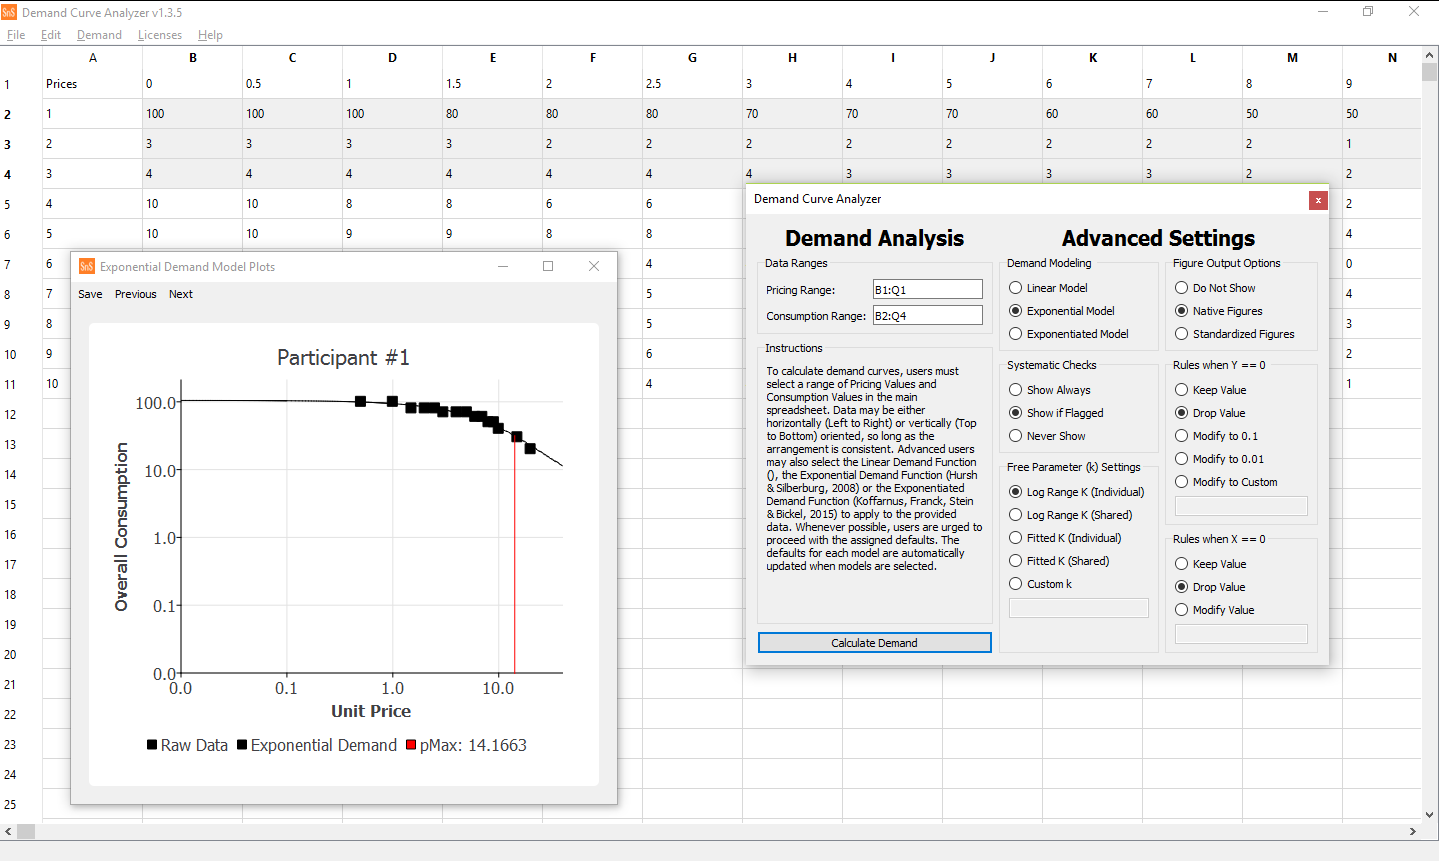 SnS Demand Curve Analyzer v1.3.5
File Edit Demand Licenses Help
A B C D E F G H I J K L M N
1 Prices 0 0.5 1 1.5 2 2.5 3 4 5 6 7 8 9
2 1 100 100 100 80 80 80 70 70 70 60 60 50 50
3 2 3 3 3 3 2 2 2 2 2 2 2 2 1
4 3 4 4 4 4 4 4 4 3 3 3 3 2 2
5 4 10 10 8 8 6 6 2
6 5 10 10 9 9 8 8 4
7 6 4 0
8 7 5 4
9 8 5 3
10 9 6 2
11 10 4 1
12
13
14
15
16
17
18
19
20
21
22
23
24
25
SnS Exponential Demand Model Plots
Save Previous Next
Participant #1
100.0
10.0
1.0
0.1
0.0
Overall Consumption
0.0 0.1 1.0 10.0
Unit Price
Raw Data Exponential Demand pMax: 14.1663
Demand Curve Analyzer x
Demand Analysis
Data Ranges
Pricing Range: B1:Q1
Consumption Range: B2:Q4
Instructions
To calculate demand curves, users must
select a range of Pricing Values and
Consumption Values in the main
spreadsheet. Data may be either
horizontally (Left to Right) or vertically (Top
to Bottom) oriented, so long as the
arrangement is consistent. Advanced users
may also select the Linear Demand Function
(), the Exponential Demand Function (Hursh
& Silberburg, 2008) or the Exponentiated
Demand Function (Koffarnus, Franck, Stein
& Bickel, 2015) to apply to the provided
data. Whenever possible, users are urged to
proceed with the assigned defaults. The
defaults for each model are automatically
updated when models are selected.
Calculate Demand
Advanced Settings
Demand Modeling
Linear Model
Exponential Model
Exponentiated Model
Systematic Checks
Show Always
Show if Flagged
Never Show
Free Parameter (k) Settings
Log Range K (Individual)
Log Range K (Shared)
Fitted K (Individual)
Fitted K (Shared)
Custom k
Figure Output Options
Do Not Show
Native Figures
Standardized Figures
Rules when Y == 0
Keep Value
Drop Value
Modify to 0.1
Modify to 0.01
Modify to Custom
Rules when X == 0
Keep Value
Drop Value
Modify Value